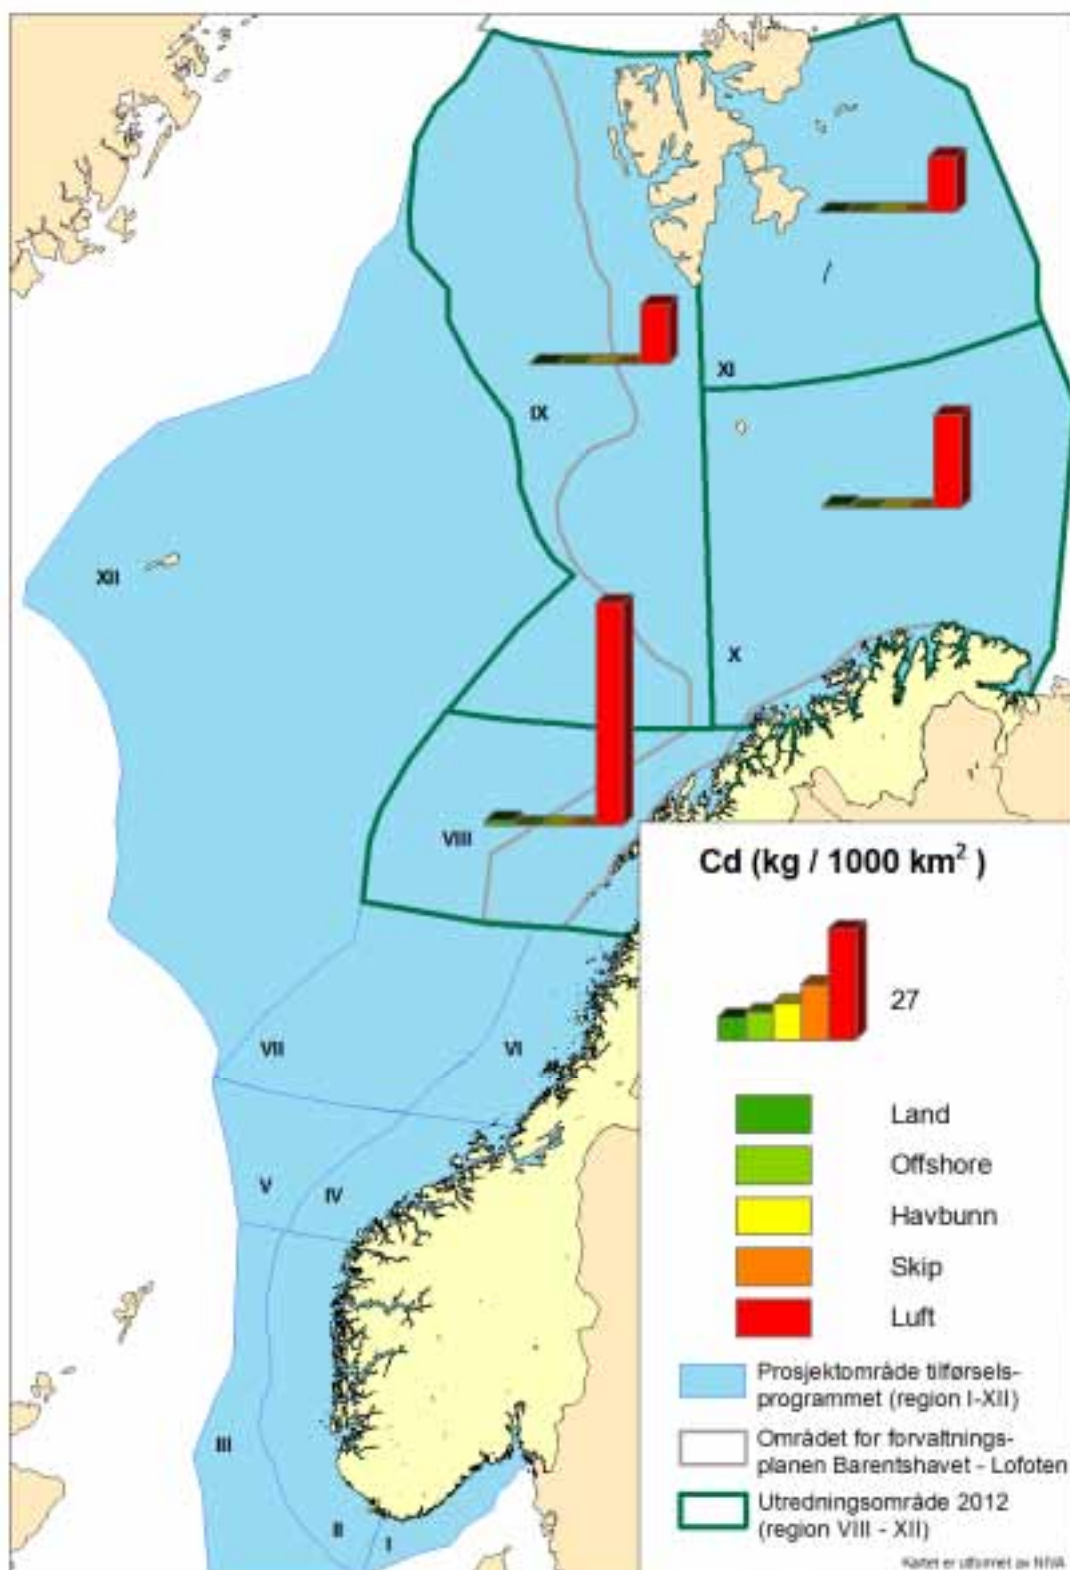 XI
IX
XII
X
VIII
Cd (kg / 1000 km² )
27
VII
VI
Land
V
IV
Offshore
Havbunn
Skip
Luft
Prosjektområde tilførsels-
programmet (region I-XII)
III
Området for forvaltnings-
planen Barentshavet - Lofoten
Utredningsområde 2012
(region VIII - XII)
II
I
Kartet er utformet av NIVA